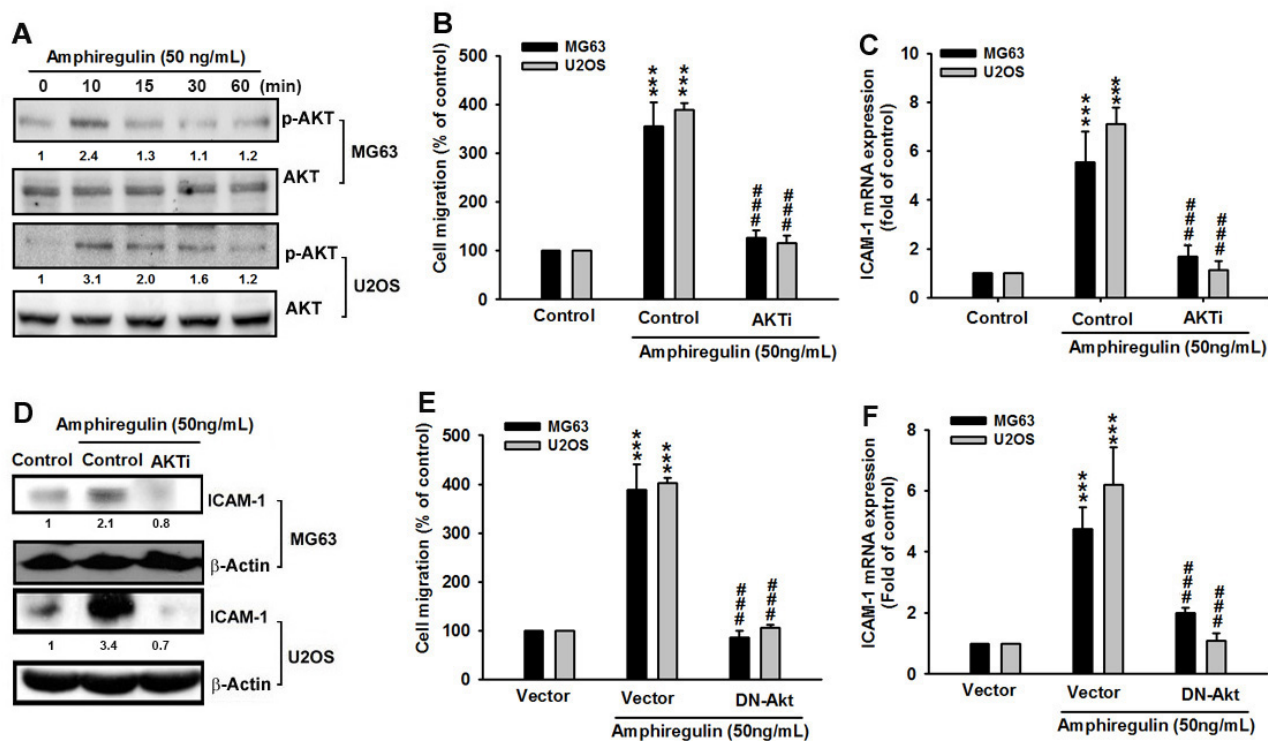 A
Amphiregulin (50 ng/mL)
0 10 15 30 60 (min)
p-AKT
1 2.4 1.3 1.1 1.2
MG63
AKT
p-AKT
1 3.1 2.0 1.6 1.2
U2OS
AKT
B
MG63
U2OS
Cell migration (% of control)
500
400
300
200
100
0
***
***
###
###
Control Control AKTi
Amphiregulin (50ng/mL)
C
MG63
U2OS
ICAM-1 mRNA expression
(fold of control)
10
8
6
4
2
0
***
***
###
###
Control Control AKTi
Amphiregulin (50ng/mL)
D
Amphiregulin (50ng/mL)
Control Control AKTi
ICAM-1
1 2.1 0.8
MG63
β-Actin
ICAM-1
1 3.4 0.7
U2OS
β-Actin
E
MG63
U2OS
Cell migration (% of control)
500
400
300
200
100
0
***
***
###
###
Vector Vector DN-Akt
Amphiregulin (50ng/mL)
F
MG63
U2OS
ICAM-1 mRNA expression
(Fold of control)
8
6
4
2
0
***
***
###
###
Vector Vector DN-Akt
Amphiregulin (50ng/mL)